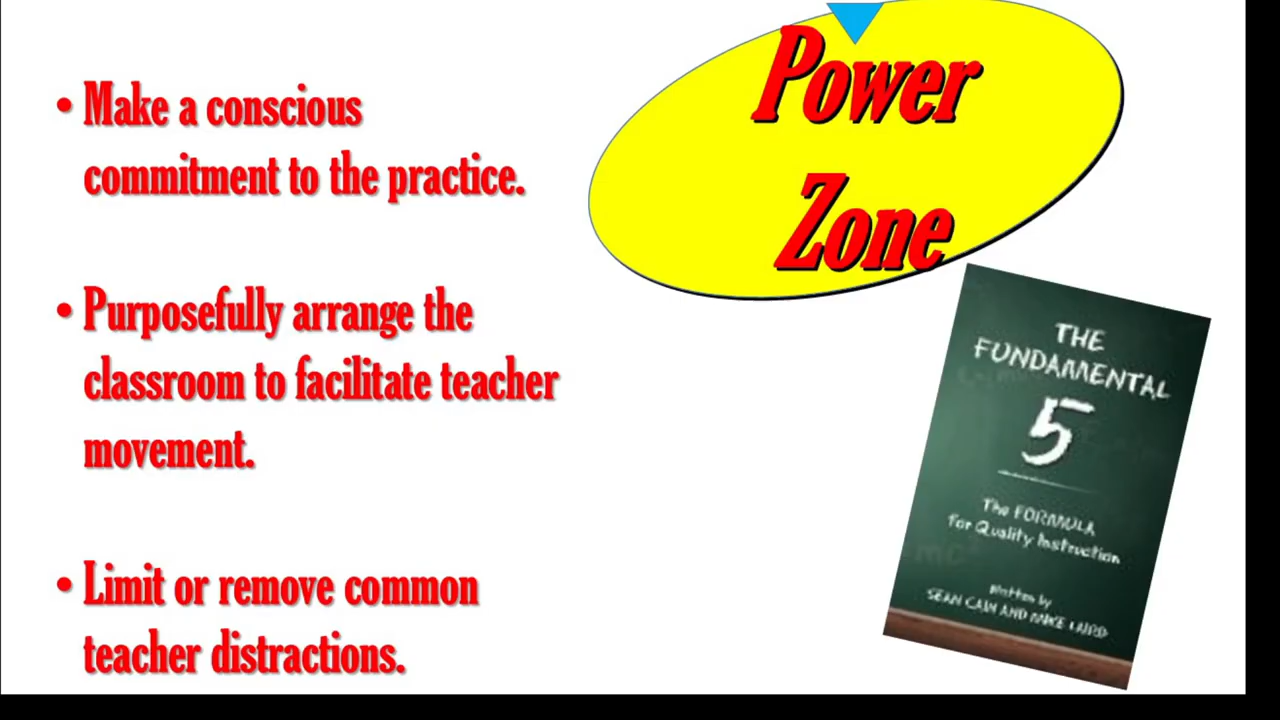 • Make a conscious
commitment to the practice.
• Purposefully arrange the
classroom to facilitate teacher
movement.
• Limit or remove common
teacher distractions.
Power
Zone
THE
FUNDAMENTAL
5
The FORMULA
for Quality Instruction
written by
SEAN CAIN AND MIKE LAIRD